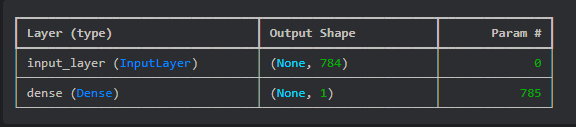 Layer (type) Output Shape Param #
input_layer (InputLayer) (None, 784) 0
dense (Dense) (None, 1) 785